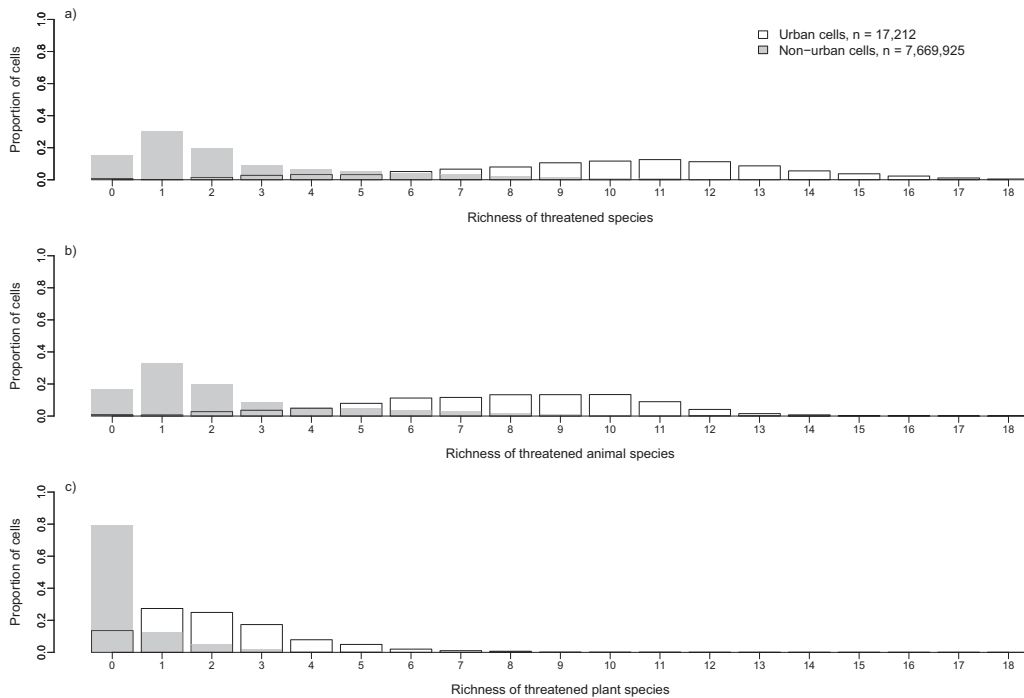 a)
Urban cells, n = 17,212
Non−urban cells, n = 7,669,925
Proportion of cells
1.0
0.8
0.6
0.4
0.2
0.0
0 1 2 3 4 5 6 7 8 9 10 11 12 13 14 15 16 17 18
Richness of threatened species
b)
Proportion of cells
1.0
0.8
0.6
0.4
0.2
0.0
0 1 2 3 4 5 6 7 8 9 10 11 12 13 14 15 16 17 18
Richness of threatened animal species
c)
Proportion of cells
1.0
0.8
0.6
0.4
0.2
0.0
0 1 2 3 4 5 6 7 8 9 10 11 12 13 14 15 16 17 18
Richness of threatened plant species